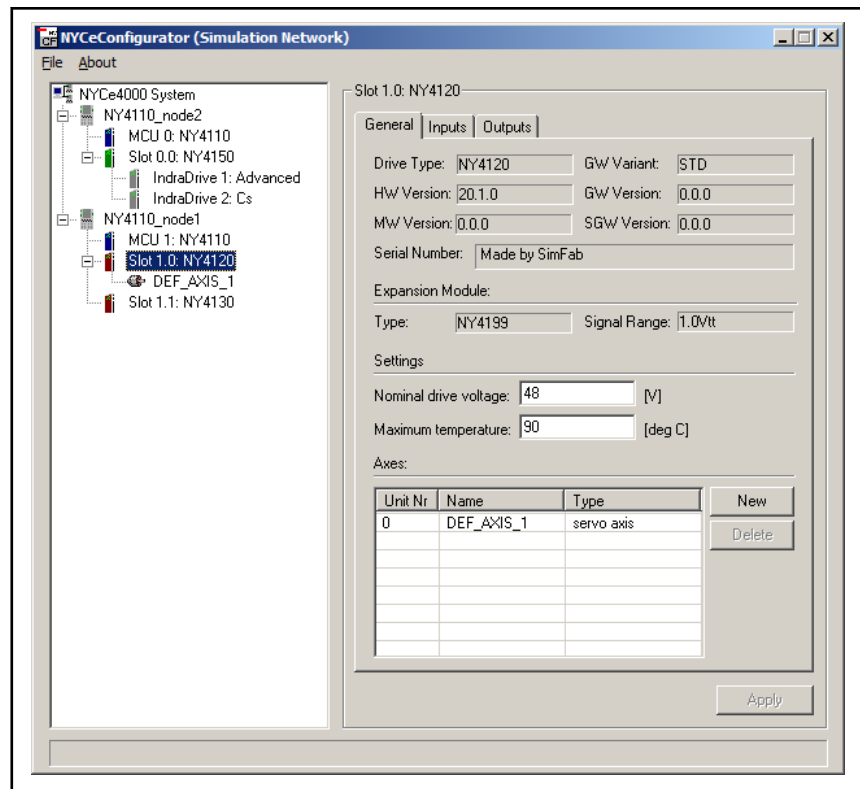 NYCeConfigurator (Simulation Network)
File About
NYCe4000 System
NY4110_node2
MCU 0: NY4110
Slot 0.0: NY4150
IndraDrive 1: Advanced
IndraDrive 2: Cs
NY4110_node1
MCU 1: NY4110
Slot 1.0: NY4120
DEF_AXIS_1
Slot 1.1: NY4130
Slot 1.0: NY4120
General Inputs Outputs
Drive Type: NY4120 GW Variant: STD
HW Version: 20.1.0 GW Version: 0.0.0
MW Version: 0.0.0 SGW Version: 0.0.0
Serial Number: Made by SimFab
Expansion Module:
Type: NY4199 Signal Range: 1.0Vtt
Settings
Nominal drive voltage: 48 [V]
Maximum temperature: 90 [deg C]
Axes:
Unit Nr Name Type New
0 DEF_AXIS_1 servo axis
Delete
Apply